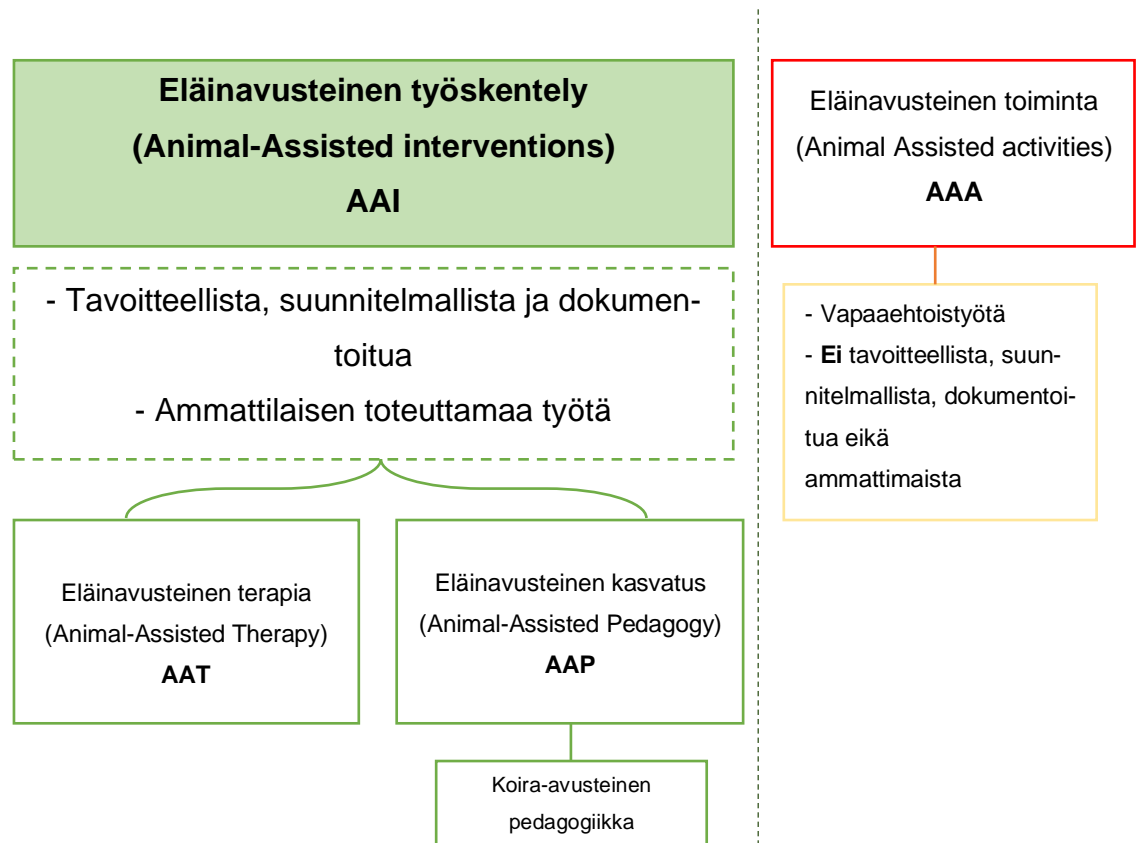 Eläinavusteinen työskentely
(Animal-Assisted interventions)
AAI
- Tavoitteellista, suunnitelmallista ja dokumen-
toitua
- Ammattilaisen toteuttamaa työtä
Eläinavusteinen terapia
(Animal-Assisted Therapy)
AAT
Eläinavusteinen kasvatus
(Animal-Assisted Pedagogy)
AAP
Koira-avusteinen
pedagogiikka
Eläinavusteinen toiminta
(Animal Assisted activities)
AAA
- Vapaaehtoistyötä
- Ei tavoitteellista, suun-
nitelmallista, dokumentoi-
tua eikä
ammattimaista